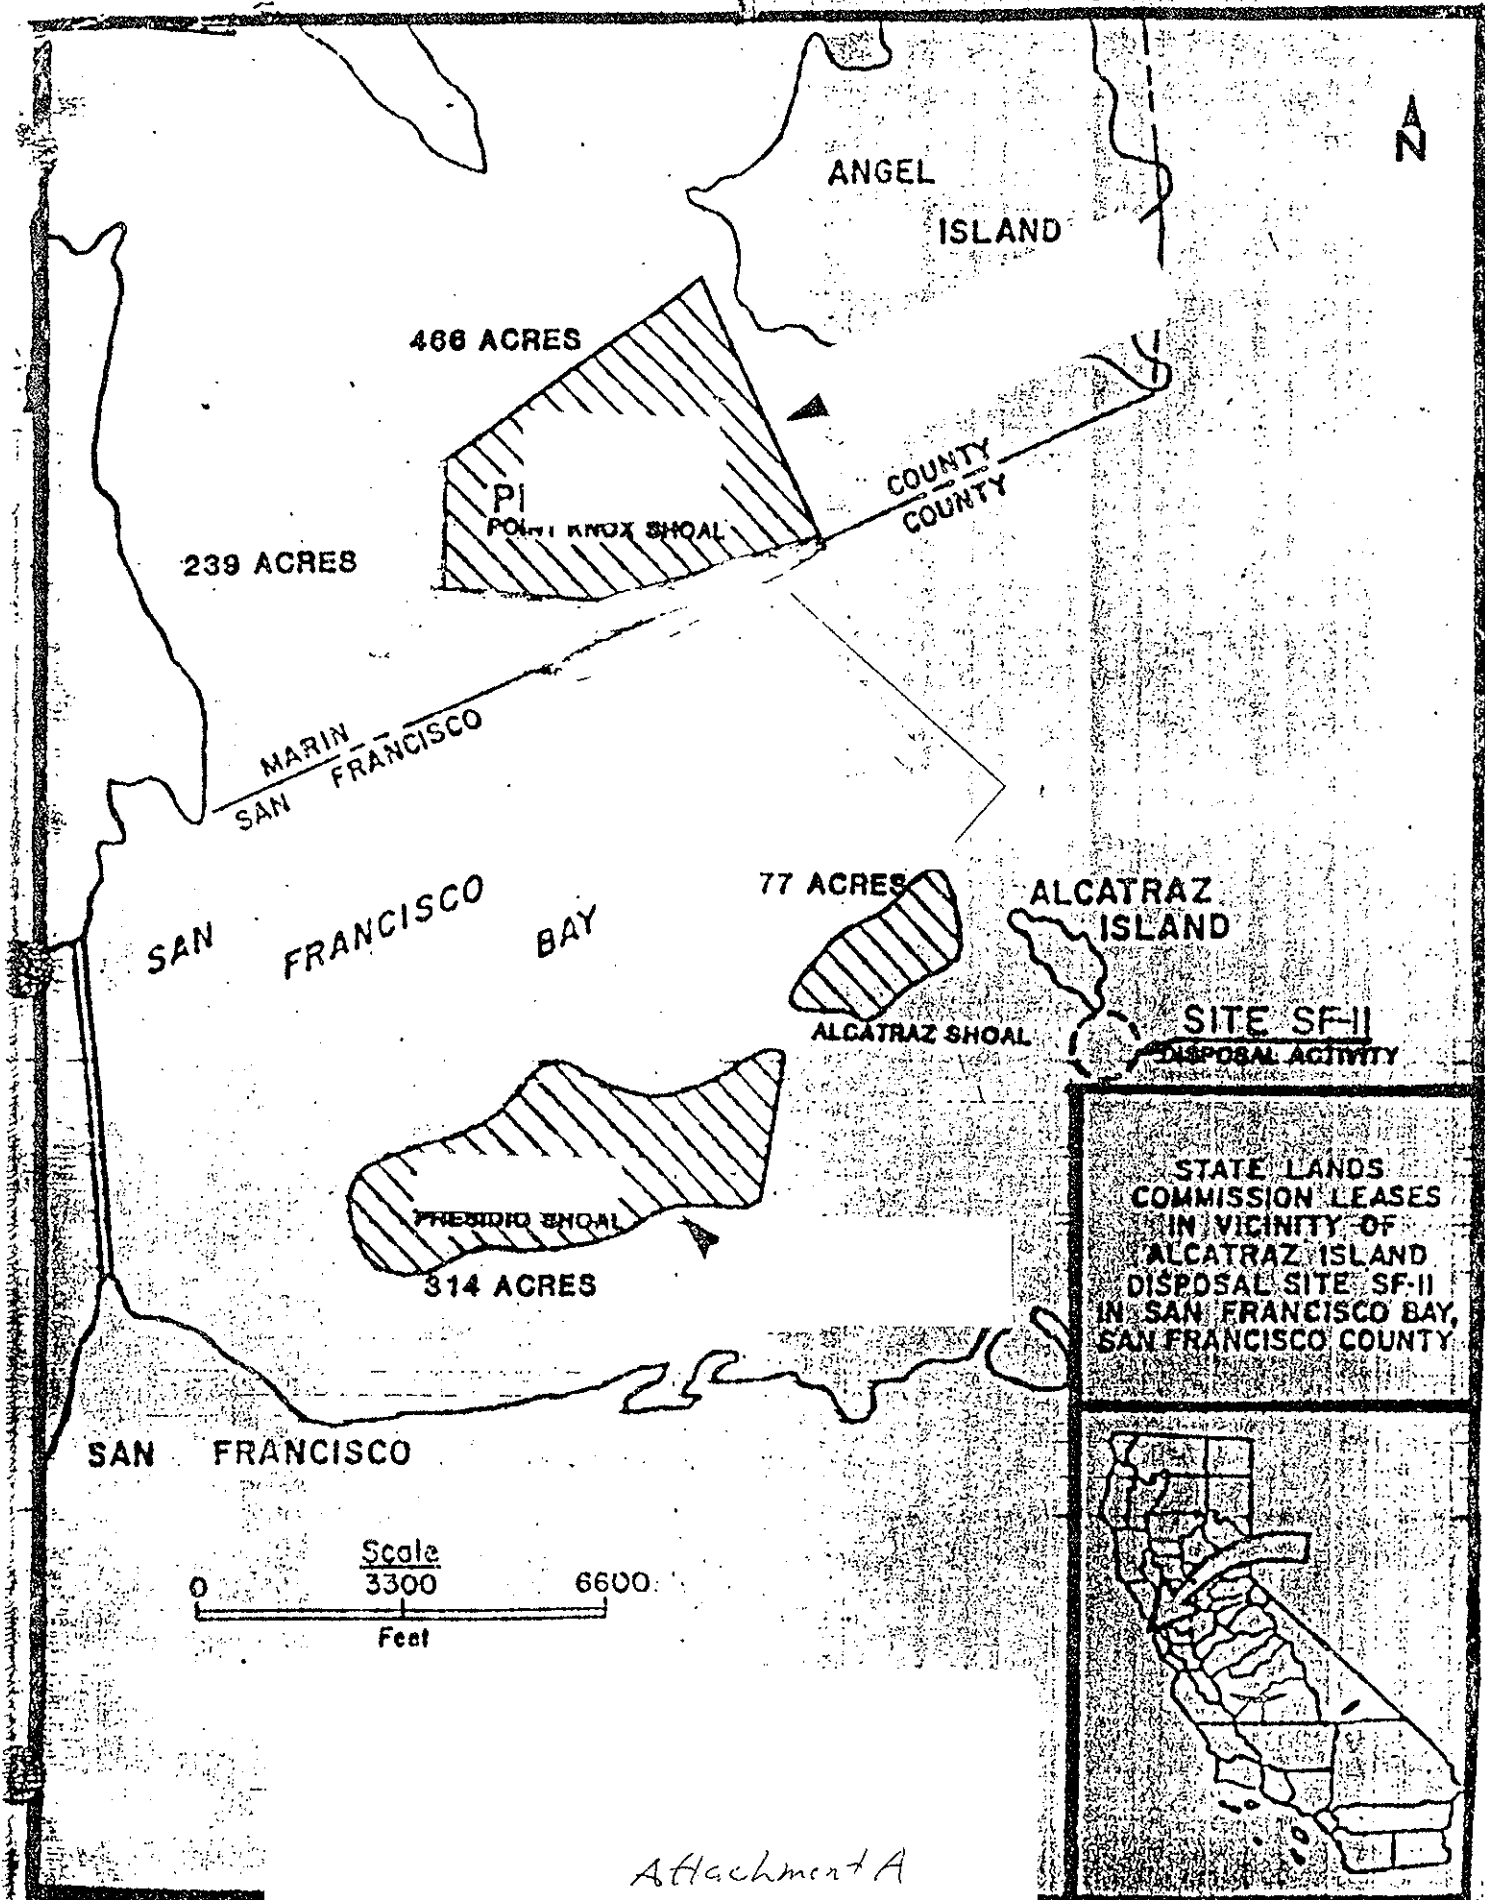 N
ANGEL
ISLAND
466 ACRES
COUNTY
COUNTY
PI
POINT KNOX SHOAL
239 ACRES
MARIN
SAN FRANCISCO
77 ACRES
ALCATRAZ
ISLAND
SAN FRANCISCO BAY
ALCATRAZ SHOAL
SITE SF-11
DISPOSAL ACTIVITY
PRESIDIO SHOAL
314 ACRES
STATE LANDS
COMMISSION LEASES
IN VICINITY OF
ALCATRAZ ISLAND
DISPOSAL SITE SF-11
IN SAN FRANCISCO BAY,
SAN FRANCISCO COUNTY
SAN FRANCISCO
Scale
0 3300 6600
Feet
Attachment A